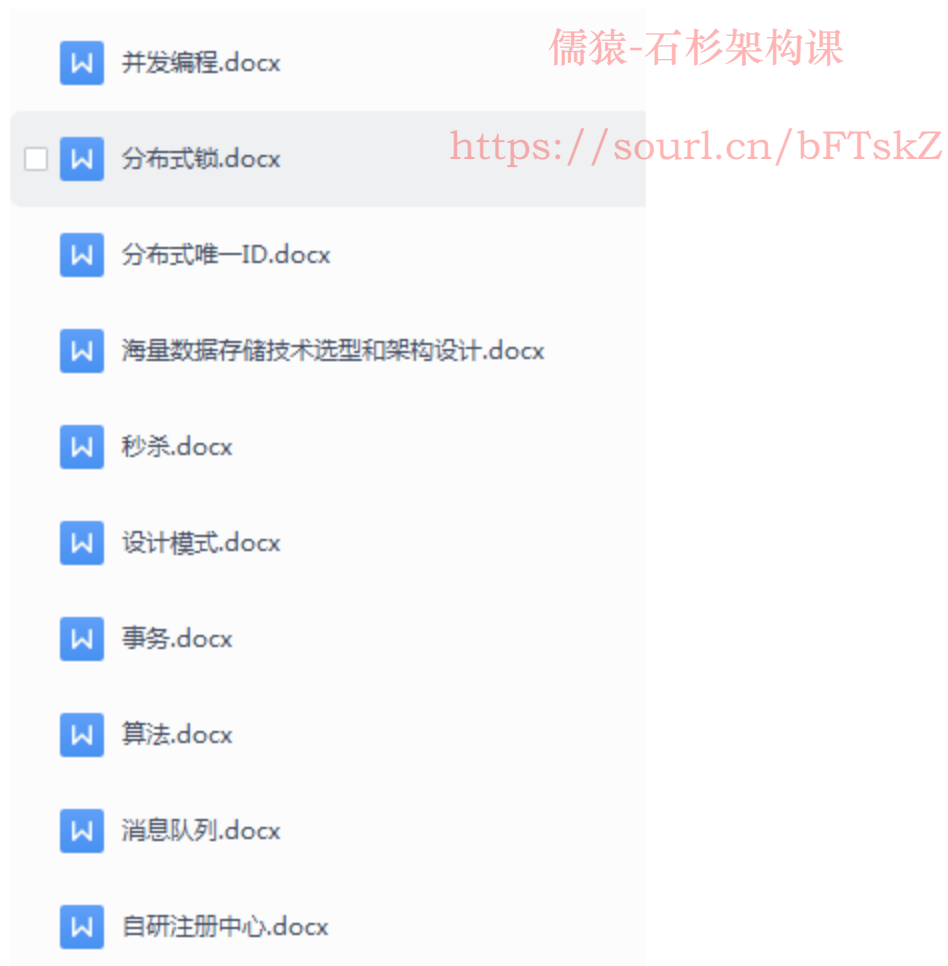 并发编程.docx
儒猿-石杉架构课
分布式锁.docx
https://sourl.cn/bFTskZ
分布式唯一ID.docx
海量数据存储技术选型和架构设计.docx
秒杀.docx
设计模式.docx
事务.docx
算法.docx
消息队列.docx
自研注册中心.docx